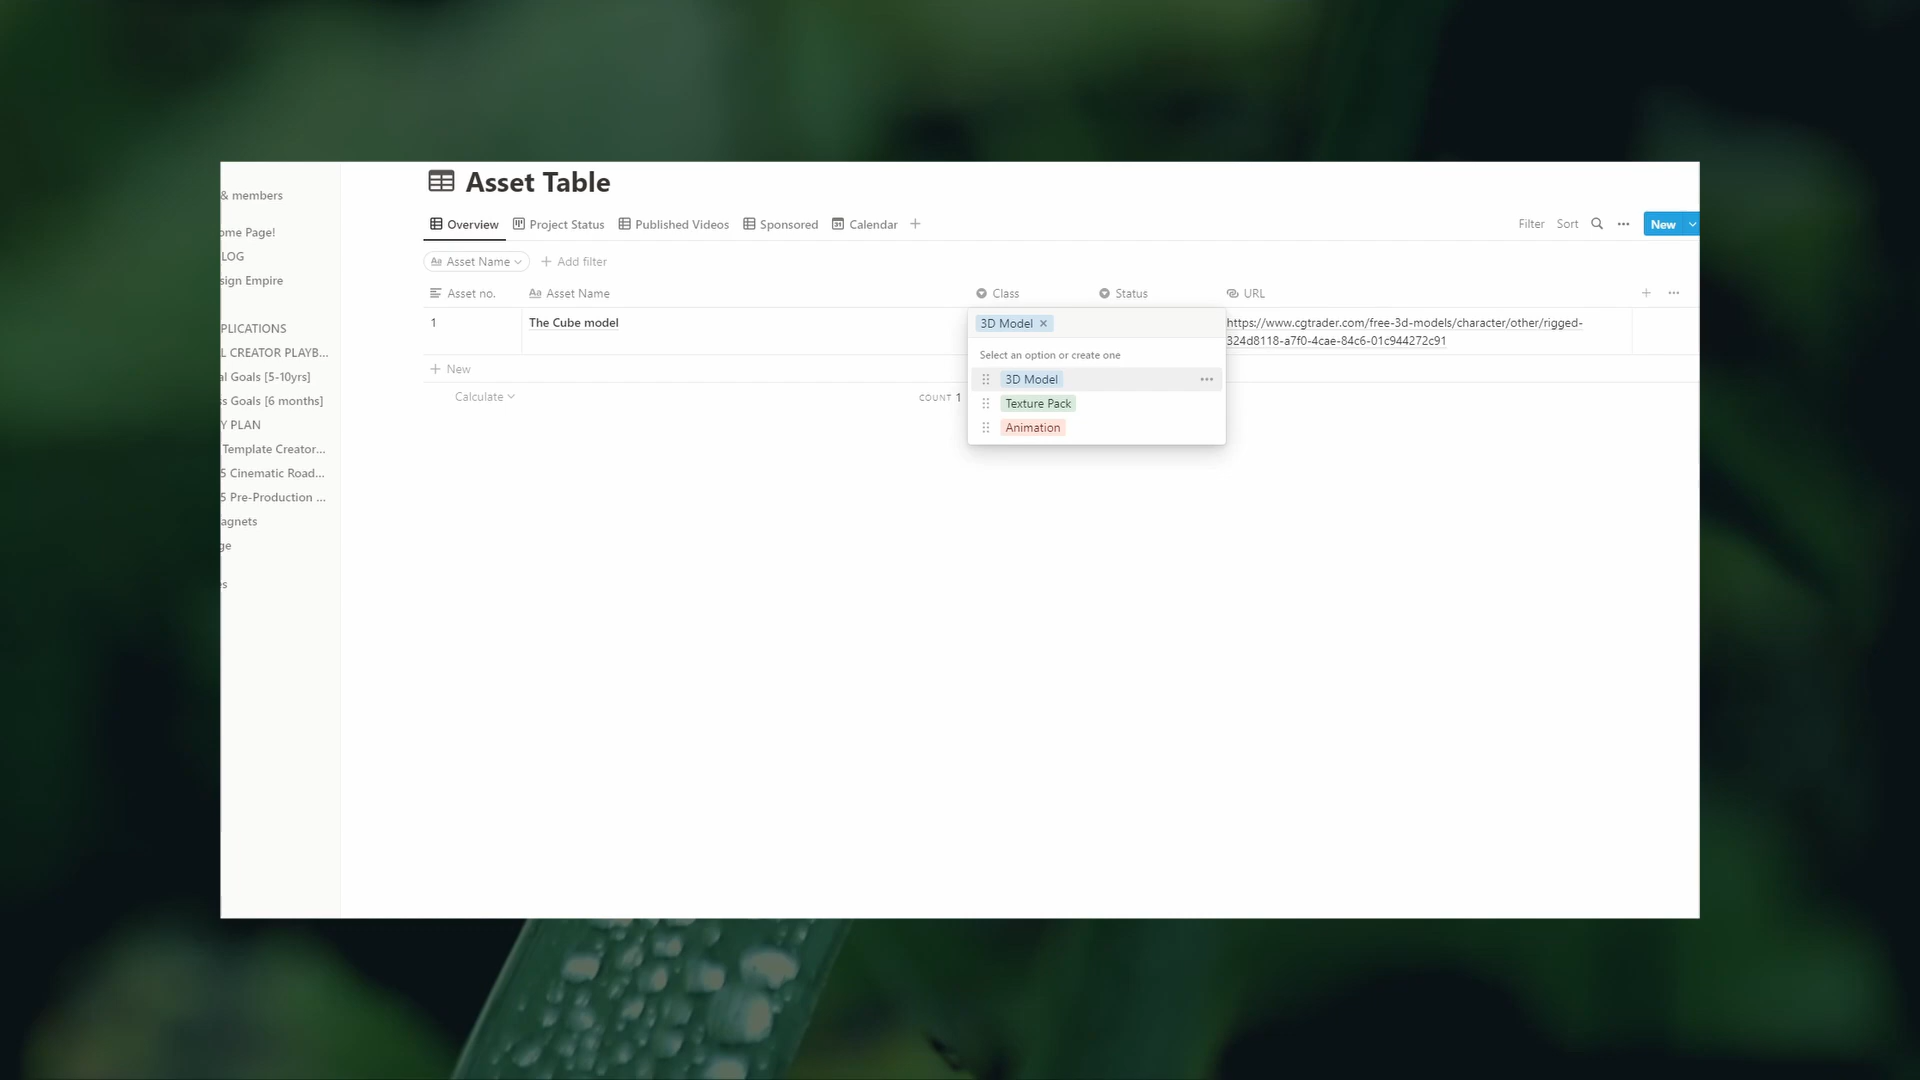 Asset Table
& members
ome Page!
LOG
sign Empire
PLICATIONS
L CREATOR PLAYB...
al Goals [5-10yrs]
ss Goals [6 months]
Y PLAN
Template Creator...
5 Cinematic Road...
5 Pre-Production ...
agnets
ge
es
Overview Project Status Published Videos Sponsored Calendar +
Filter Sort ... New
Aa Asset Name + Add filter
Asset no. Aa Asset Name Class Status URL + ...
1 The Cube model 3D Model × https://www.cgtrader.com/free-3d-models/character/other/rigged-
324d8118-a7f0-4cae-84c6-01c944272c91
Select an option or create one
+ New
3D Model ...
Calculate COUNT 1
Texture Pack
Animation